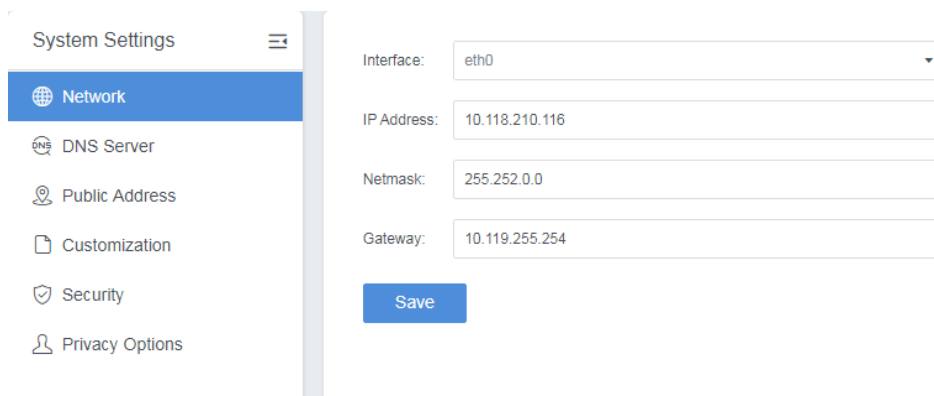 System Settings
Network
DNS Server
Public Address
Customization
Security
Privacy Options
Interface: eth0
IP Address: 10.118.210.116
Netmask: 255.252.0.0
Gateway: 10.119.255.254
Save